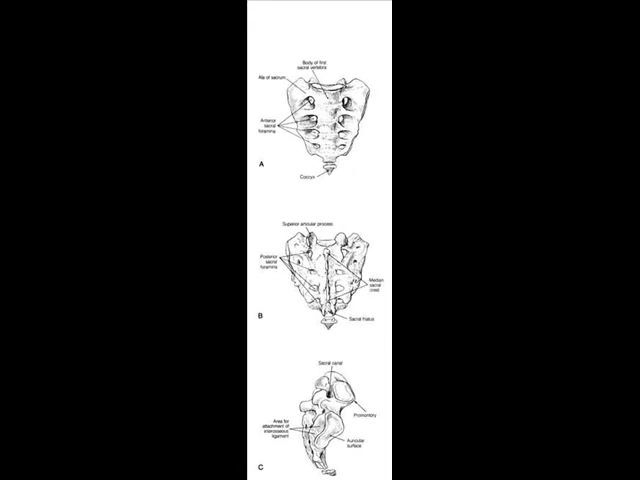 Body of first
sacral vertebra
Ala of sacrum
Anterior
sacral
foramina
A
Coccyx
Superior articular process
Posterior
sacral
foramina
Median
sacral
crest
B
Sacral hiatus
Sacral canal
Promontory
Area for
attachment of
interosseous
ligament
Auricular
surface
C